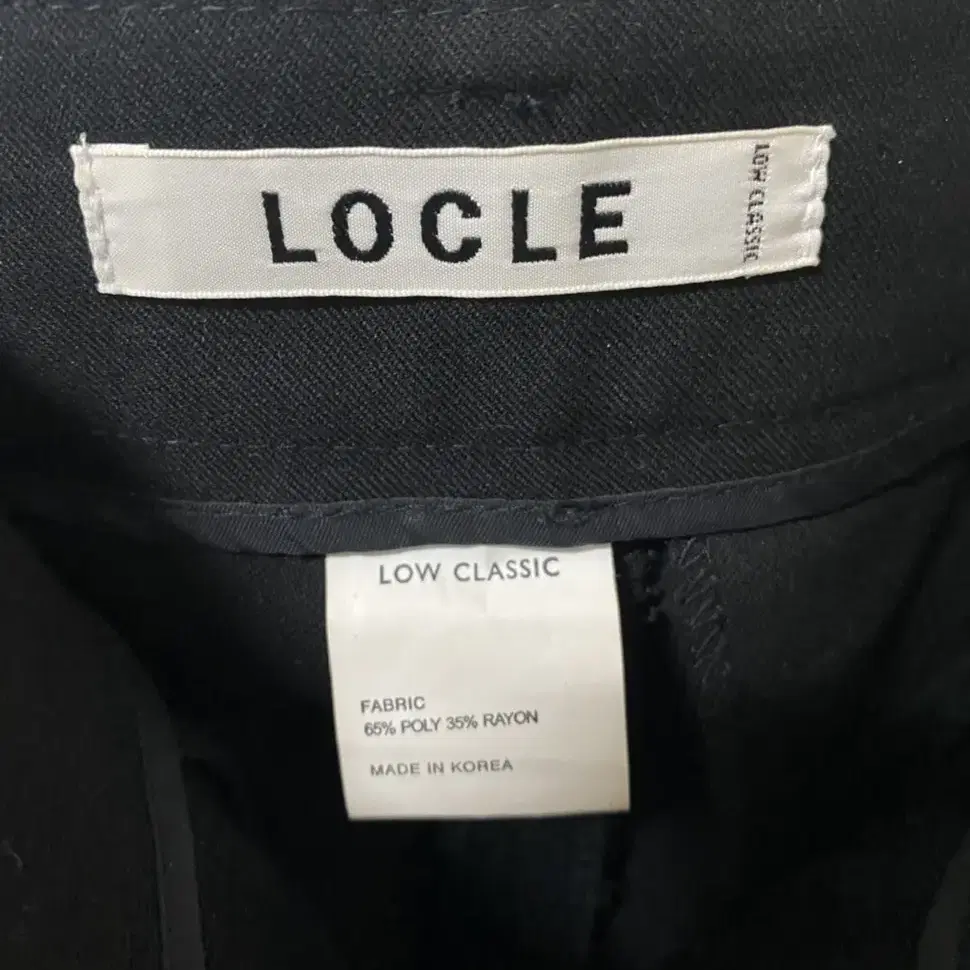 LOCLE
LOW CLASSIC
LOW CLASSIC
FABRIC
65% POLY 35% RAYON
MADE IN KOREA